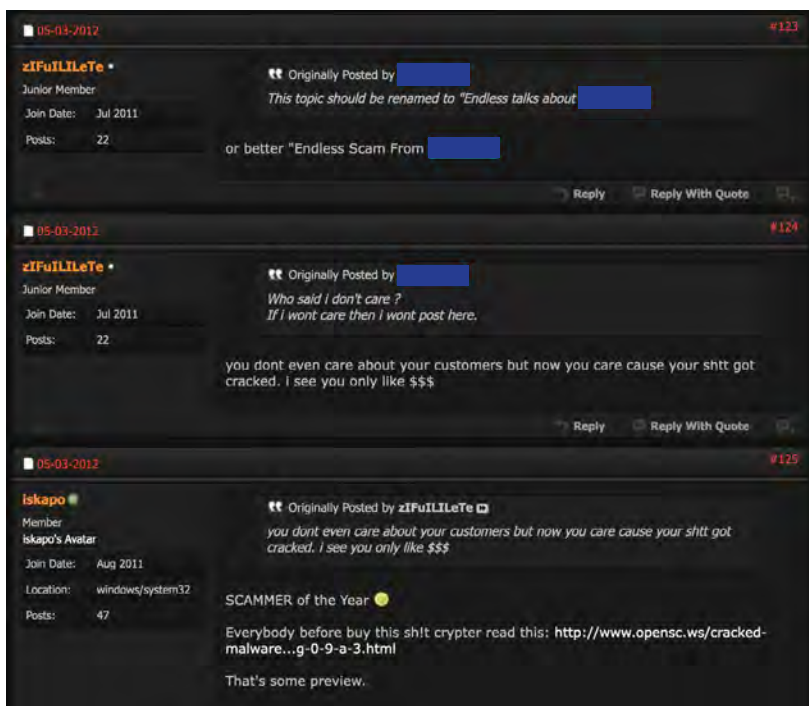 05-03-2012 #123
zIFuILILeTe
Junior Member
Join Date: Jul 2011
Posts: 22
Originally Posted by
This topic should be renamed to "Endless talks about
or better "Endless Scam From
Reply Reply With Quote
05-03-2012 #124
zIFuILILeTe
Junior Member
Join Date: Jul 2011
Posts: 22
Originally Posted by
Who said i don't care ?
If i wont care then i wont post here.
you dont even care about your customers but now you care cause your shtt got
cracked. i see you only like $$$
Reply Reply With Quote
05-03-2012 #125
iskapo
Member
iskapo's Avatar
Join Date: Aug 2011
Location: windows/system32
Posts: 47
Originally Posted by zIFuILILeTe
you dont even care about your customers but now you care cause your shtt got
cracked. i see you only like $$$
SCAMMER of the Year
Everybody before buy this sh!t crypter read this: http://www.opensc.ws/cracked-
malware...g-0-9-a-3.html
That's some preview.